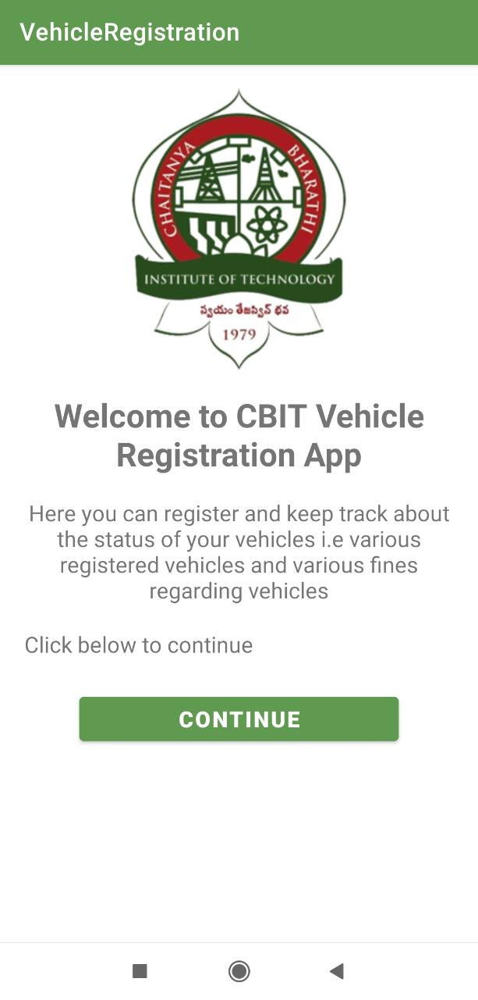 VehicleRegistration
CHAITANYA BHARATHI
INSTITUTE OF TECHNOLOGY
స్వయం తేజస్విన్ భవ
1979
Welcome to CBIT Vehicle
Registration App
Here you can register and keep track about
the status of your vehicles i.e various
registered vehicles and various fines
regarding vehicles
Click below to continue
CONTINUE